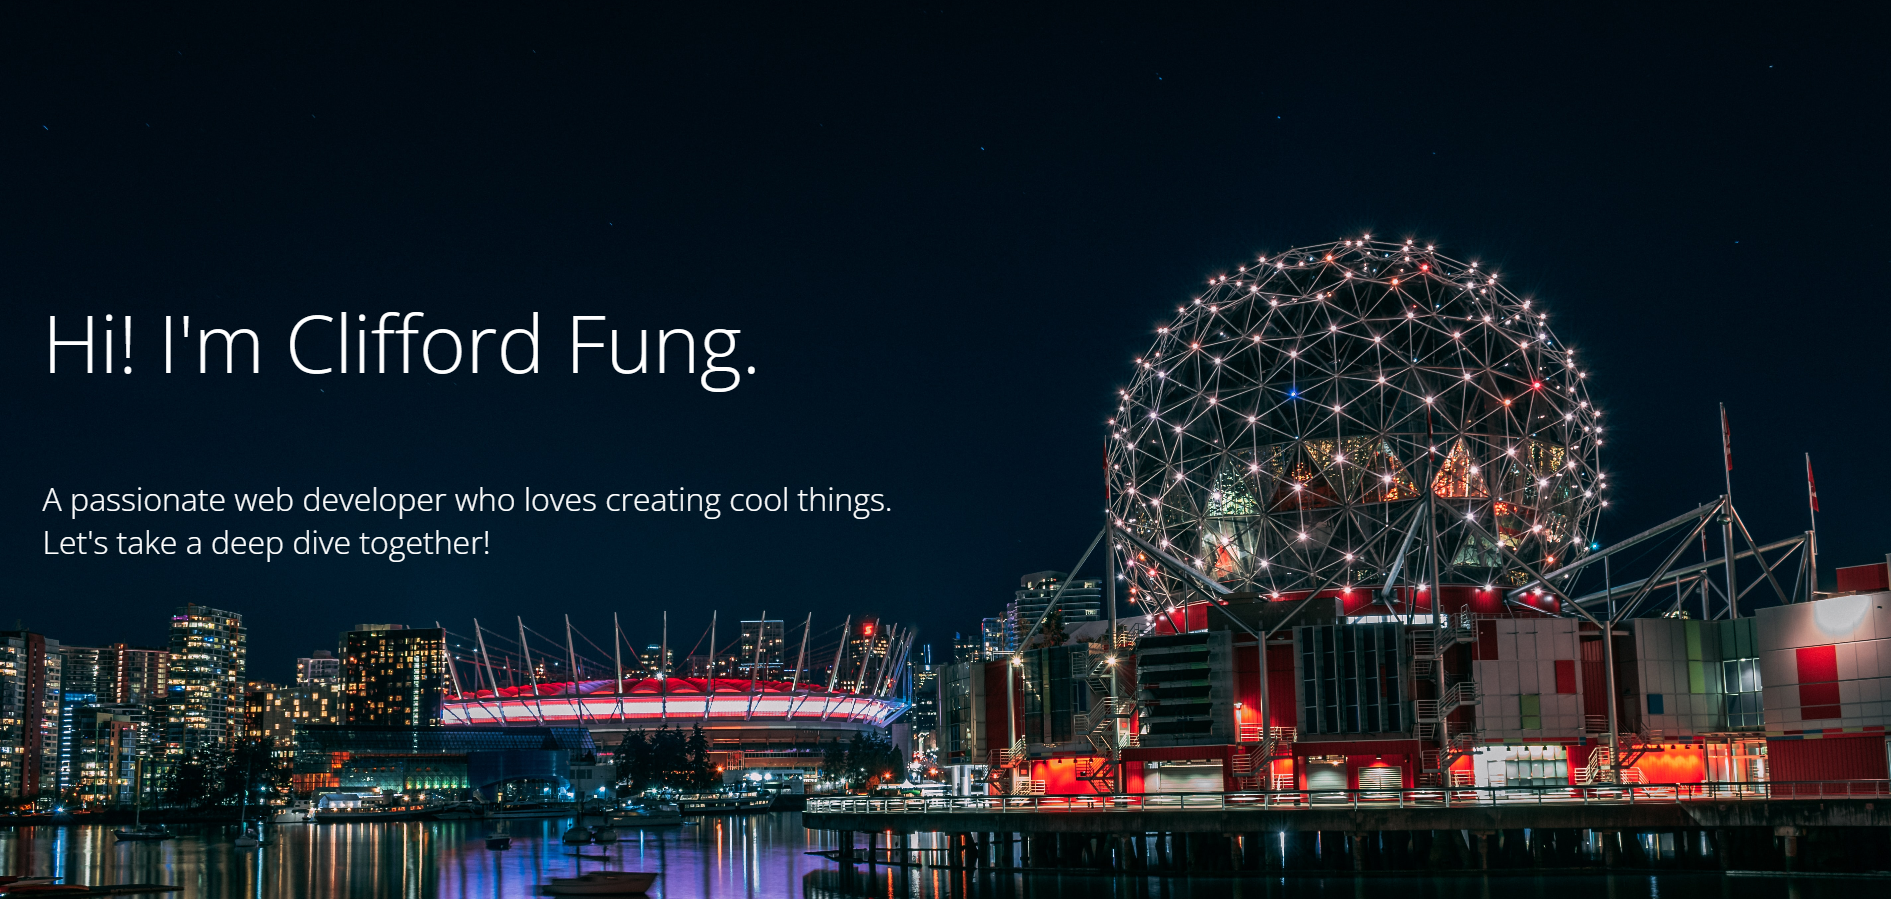 Hi! I'm Clifford Fung.
A passionate web developer who loves creating cool things.
Let's take a deep dive together!